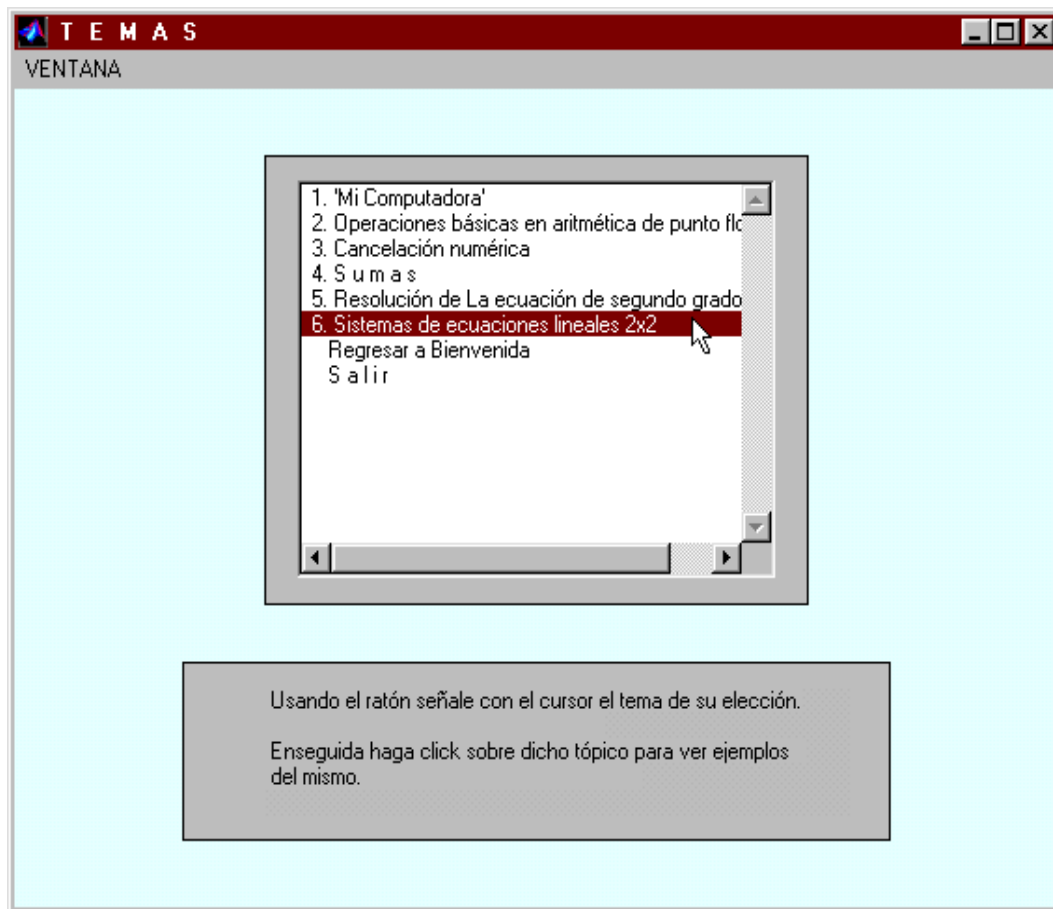 T E M A S
VENTANA
1. 'Mi Computadora'
2. Operaciones básicas en aritmética de punto flo
3. Cancelación numérica
4. S u m a s
5. Resolución de La ecuación de segundo grado
6. Sistemas de ecuaciones lineales 2x2
Regresar a Bienvenida
S a l i r
Usando el ratón señale con el cursor el tema de su elección.
Enseguida haga click sobre dicho tópico para ver ejemplos
del mismo.